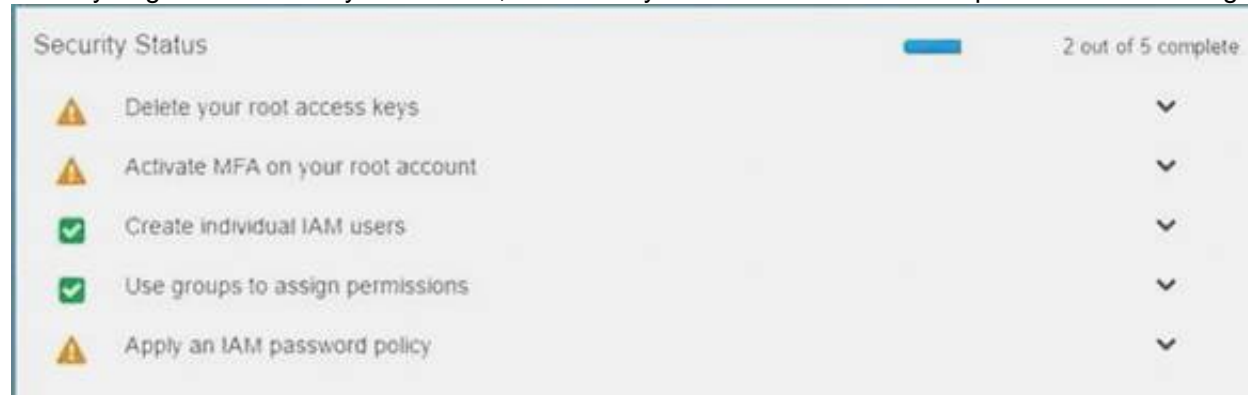 Security Status 2 out of 5 complete
Delete your root access keys
Activate MFA on your root account
Create individual IAM users
Use groups to assign permissions
Apply an IAM password policy